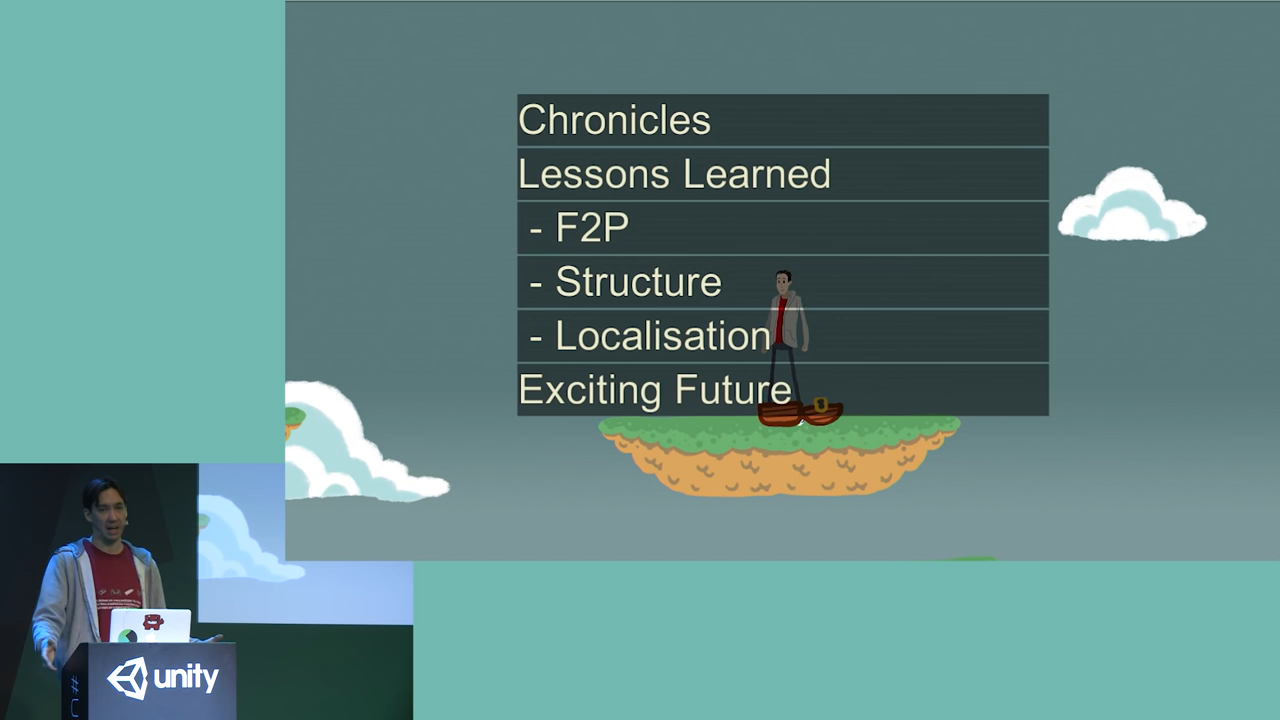 Chronicles
Lessons Learned
- F2P
- Structure
- Localisation
Exciting Future
unity
#